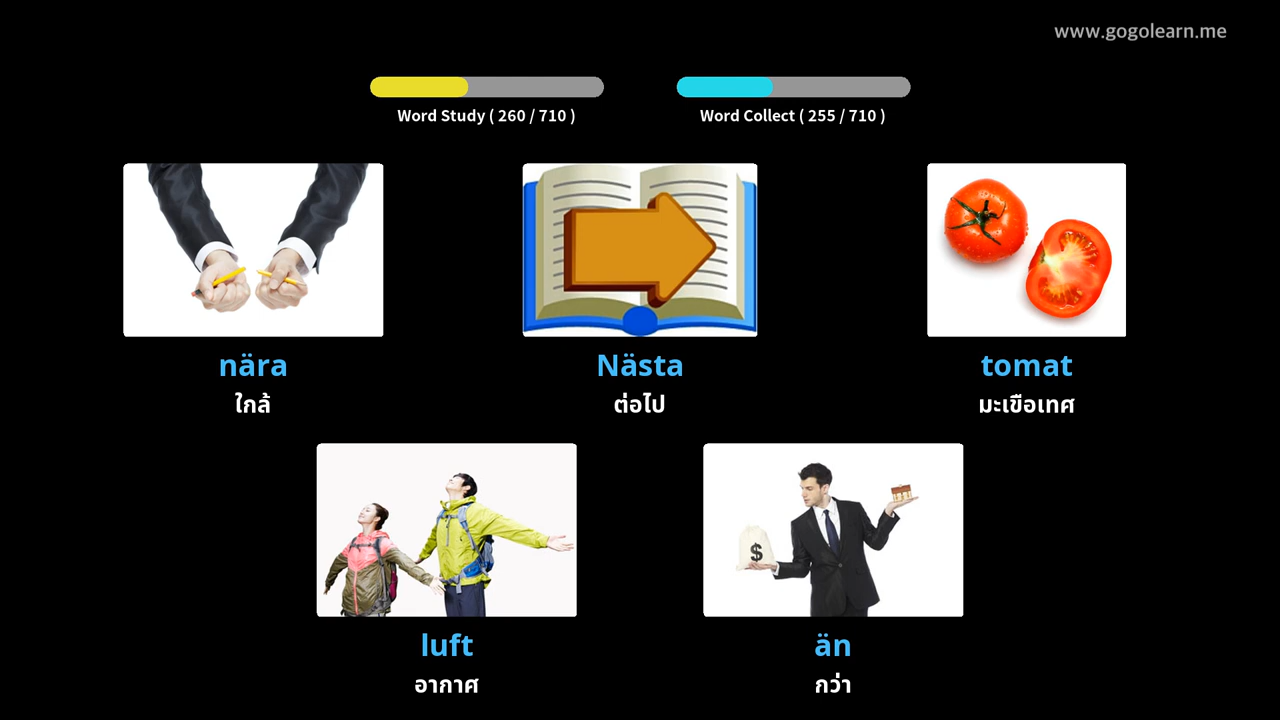 www.gogolearn.me
Word Study ( 260 / 710 )
Word Collect ( 255 / 710 )
nära
ใกล้
Nästa
ต่อไป
tomat
มะเขือเทศ
luft
อากาศ
än
กว่า
$